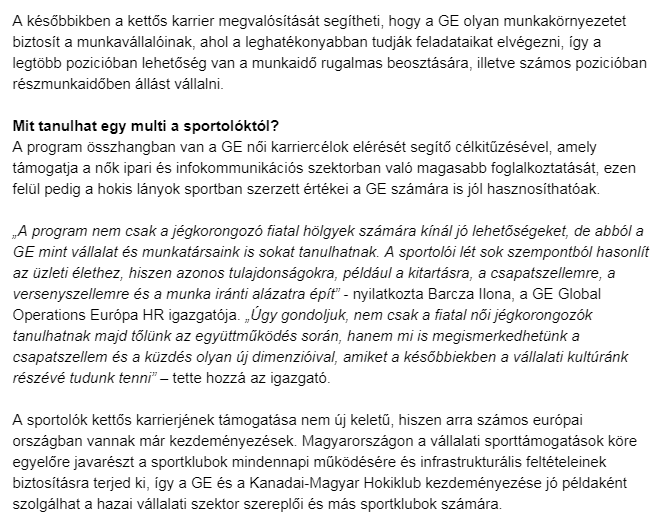 A későbbikben a kettős karrier megvalósítását segítheti, hogy a GE olyan munkakörnyezetet
biztosít a munkavállalóinak, ahol a leghatékonyabban tudják feladataikat elvégezni, így a
legtöbb pozicióban lehetőség van a munkaidő rugalmas beosztására, illetve számos pozicióban
részmunkaidőben állást vállalni.
Mit tanulhat egy multi a sportolóktól?
A program összhangban van a GE női karriercélok elérését segítő célkitűzésével, amely
támogatja a nők ipari és infokommunikációs szektorban való magasabb foglalkoztatását, ezen
felül pedig a hokis lányok sportban szerzett értékei a GE számára is jól hasznosíthatóak.
„A program nem csak a jégkorongozó fiatal hölgyek számára kínál jó lehetőségeket, de abból a
GE mint vállalat és munkatársaink is sokat tanulhatnak. A sportolói lét sok szempontból hasonlít
az üzleti élethez, hiszen azonos tulajdonságokra, például a kitartásra, a csapatszellemre, a
versenyszellemre és a munka iránti alázatra épít” - nyilatkozta Barcza Ilona, a GE Global
Operations Európa HR igazgatója. „Úgy gondoljuk, nem csak a fiatal női jégkorongozók
tanulhatnak majd tőlünk az együttműködés során, hanem mi is megismerkedhetünk a
csapatszellem és a küzdés olyan új dimenzióival, amiket a későbbiekben a vállalati kultúránk
részévé tudunk tenni” – tette hozzá az igazgató.
A sportolók kettős karrierjének támogatása nem új keletű, hiszen arra számos európai
országban vannak már kezdeményezések. Magyarországon a vállalati sporttámogatások köre
egyelőre javarészt a sportklubok mindennapi működésére és infrastrukturális feltételeinek
biztosításra terjed ki, így a GE és a Kanadai-Magyar Hokiklub kezdeményezése jó példaként
szolgálhat a hazai vállalati szektor szereplői és más sportklubok számára.